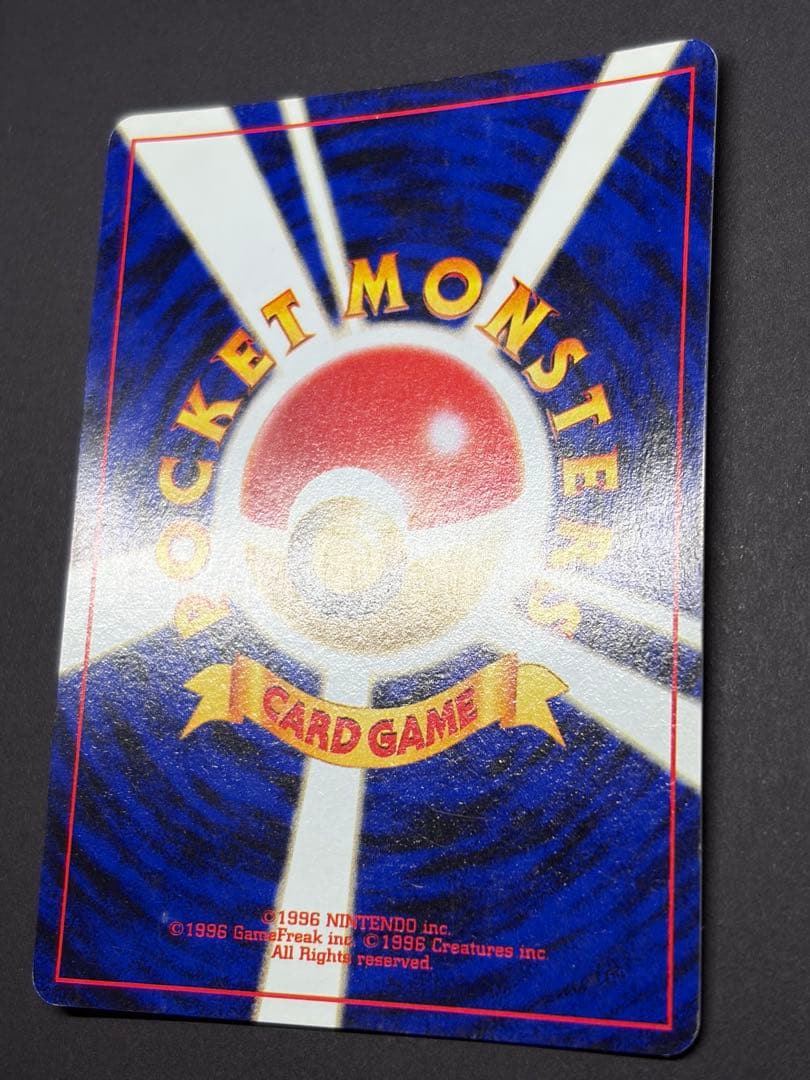 POCKET MONSTERS
CARD GAME
©1996 NINTENDO inc.
©1996 GameFreak inc. ©1996 Creatures inc.
All Rights reserved.